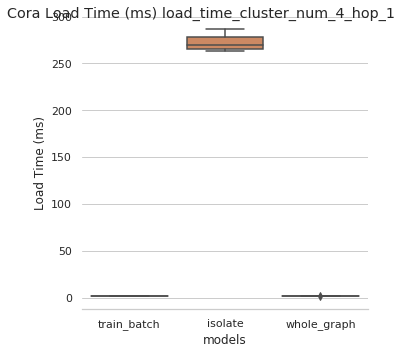 Cora Load Time (ms) load_time_cluster_num_4_hop_1
300
250
200
150
100
50
0
Load Time (ms)
train_batch
isolate
whole_graph
models